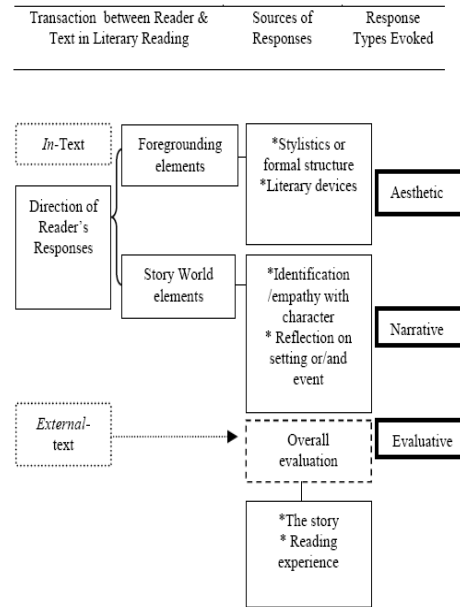 Transaction between Reader &
Text in Literary Reading
Sources of
Responses
Response
Types Evoked
In-Text
Foregrounding
elements
*Stylistics or
formal structure
*Literary devices
Aesthetic
Direction of
Reader's
Responses
Story World
elements
*Identification
/empathy with
character
* Reflection on
setting or/and
event
Narrative
External-
text
Overall
evaluation
Evaluative
*The story
* Reading
experience